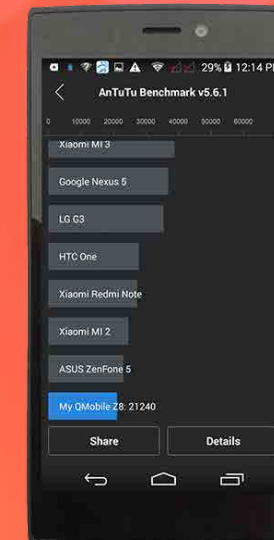 29% 12:14 PM
AnTuTu Benchmark v5.6.1
0 10000 20000 30000 40000 50000 60000
Xiaomi MI 3
Google Nexus 5
LG G3
HTC One
Xiaomi Redmi Note
Xiaomi MI 2
ASUS ZenFone 5
My QMobile Z8: 21240
Share Details